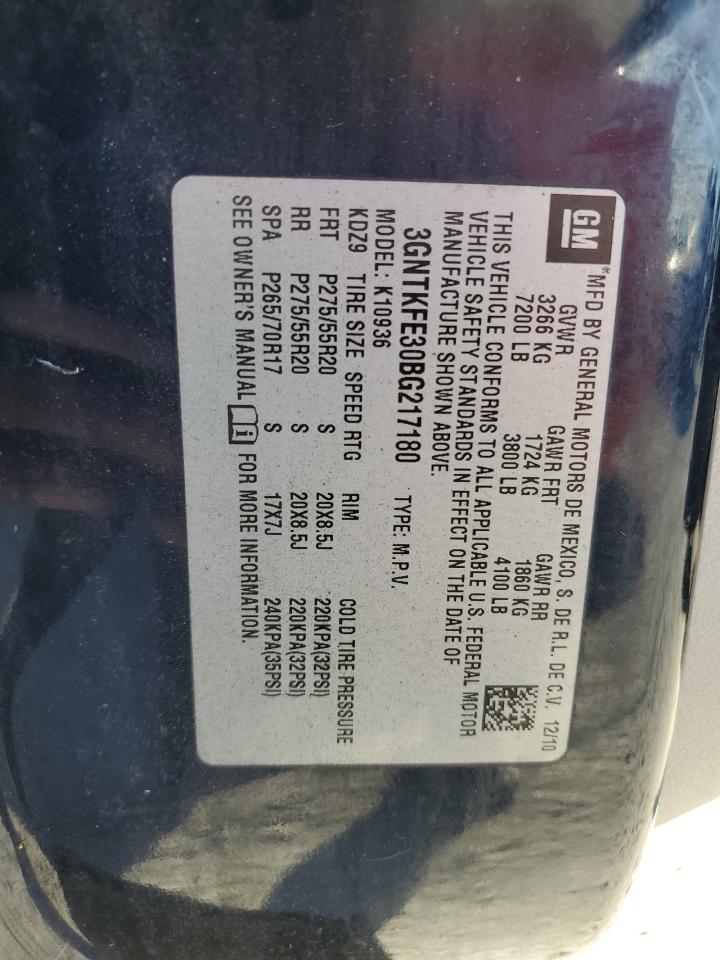 GM
®MFD BY GENERAL MOTORS DE MEXICO, S. DE R.L. DE C.V. 12/10
GVWR GAWR FRT GAWR RR
3266 KG 1724 KG 1860 KG
7200 LB 3800 LB 4100 LB
THIS VEHICLE CONFORMS TO ALL APPLICABLE U.S. FEDERAL MOTOR
VEHICLE SAFETY STANDARDS IN EFFECT ON THE DATE OF
MANUFACTURE SHOWN ABOVE.
3GNTKFE30BG217180 TYPE: M.P.V.
MODEL: K10936
KDZ9 TIRE SIZE SPEED RTG RIM COLD TIRE PRESSURE
FRT P275/55R20 S 20X8.5J 220KPA(32PSI)
RR P275/55R20 S 20X8.5J 220KPA(32PSI)
SPA P265/70R17 S 17X7J 240KPA(35PSI)
SEE OWNER'S MANUAL i FOR MORE INFORMATION.